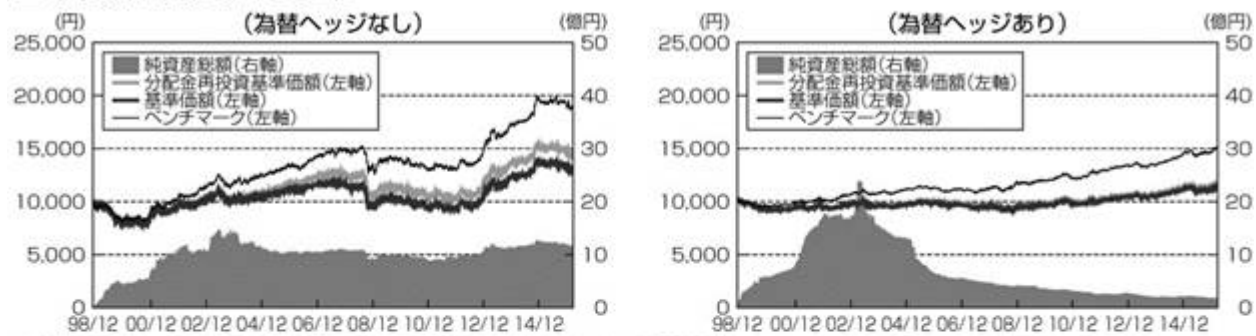 (円)
(為替ヘッジなし)
(億円)
25,000
20,000
15,000
10,000
5,000
0
50
40
30
20
10
0
純資産総額(右軸)
分配金再投資基準価額(左軸)
基準価額(左軸)
ベンチマーク(左軸)
98/12 00/12 02/12 04/12 06/12 08/12 10/12 12/12 14/12
(円)
(為替ヘッジあり)
(億円)
25,000
20,000
15,000
10,000
5,000
0
50
40
30
20
10
0
純資産総額(右軸)
分配金再投資基準価額(左軸)
基準価額(左軸)
ベンチマーク(左軸)
98/12 00/12 02/12 04/12 06/12 08/12 10/12 12/12 14/12